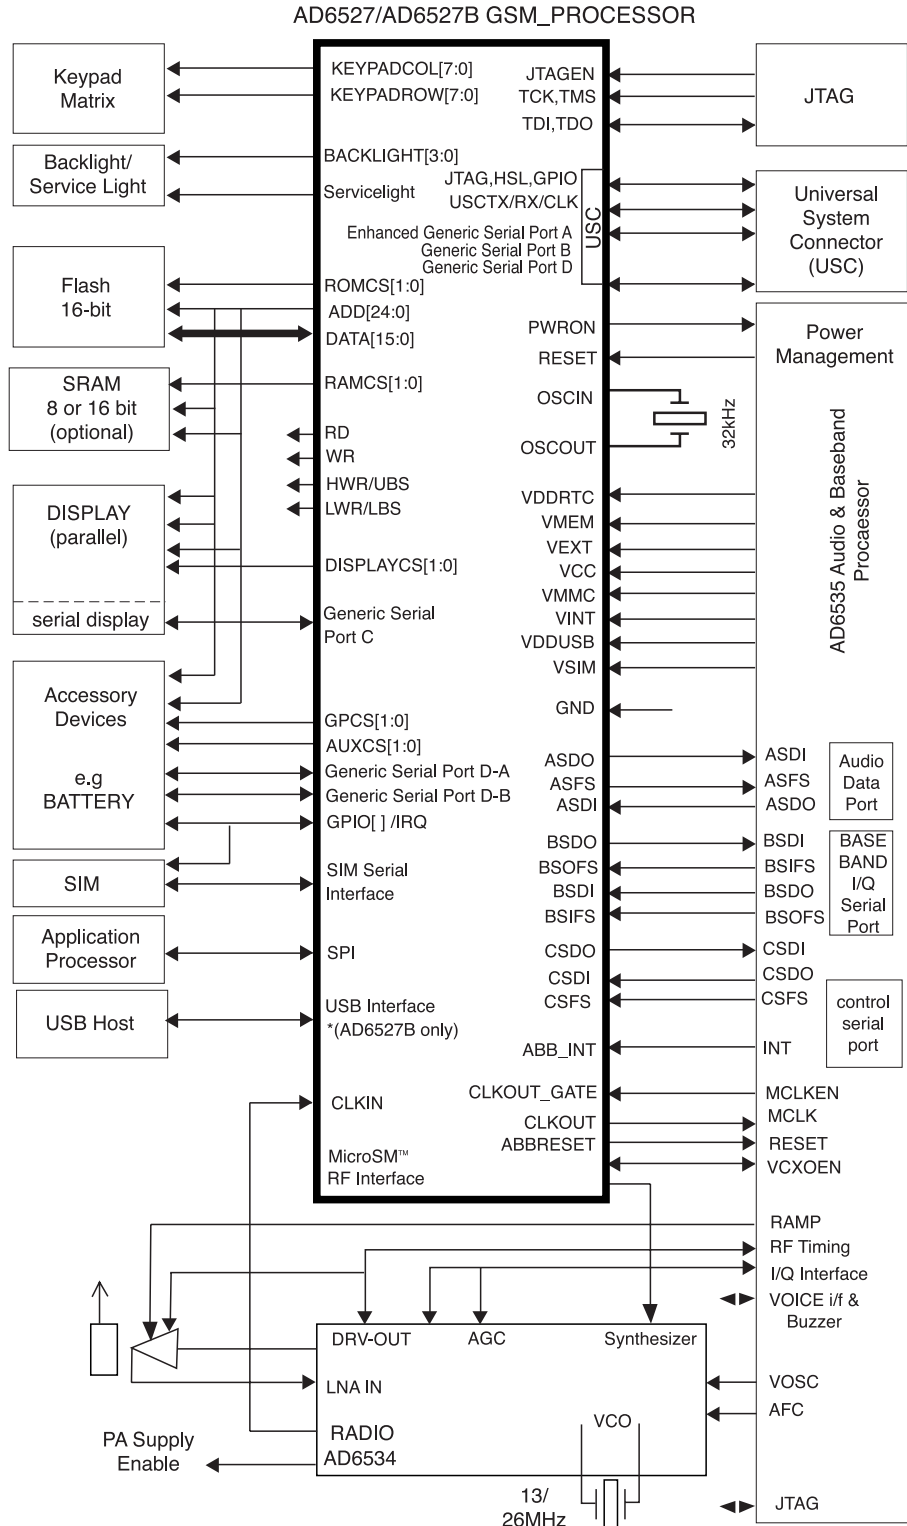 AD6527/AD6527B GSM_PROCESSOR
Keypad
Matrix
Backlight/
Service Light
Flash
16-bit
SRAM
8 or 16 bit
(optional)
DISPLAY
(parallel)
serial display
Accessory
Devices
e.g
BATTERY
SIM
Application
Processor
USB Host
KEYPADCOL[7:0]
KEYPADROW[7:0]
BACKLIGHT[3:0]
Servicelight
ROMCS[1:0]
ADD[24:0]
DATA[15:0]
RAMCS[1:0]
RD
WR
HWR/UBS
LWR/LBS
DISPLAYCS[1:0]
Generic Serial
Port C
GPCS[1:0]
AUXCS[1:0]
Generic Serial Port D-A
Generic Serial Port D-B
GPIO[ ] /IRQ
SIM Serial
Interface
SPI
USB Interface
*(AD6527B only)
CLKIN
MicroSM™
RF Interface
JTAGEN
TCK,TMS
TDI,TDO
JTAG,HSL,GPIO
USCTX/RX/CLK
Enhanced Generic Serial Port A
Generic Serial Port B
Generic Serial Port D
USC
PWRON
RESET
OSCIN
OSCOUT
32kHz
VDDRTC
VMEM
VEXT
VCC
VMMC
VINT
VDDUSB
VSIM
GND
ASDO
ASFS
ASDI
BSDO
BSOFS
BSDI
BSIFS
CSDO
CSDI
CSFS
ABB_INT
CLKOUT_GATE
CLKOUT
ABBRESET
JTAG
Universal
System
Connector
(USC)
Power
Management
AD6535 Audio & Baseband
Procaessor
ASDI
ASFS
ASDO
Audio
Data
Port
BSDI
BSIFS
BSDO
BSOFS
BASE
BAND
I/Q
Serial
Port
CSDI
CSDO
CSFS
control
serial
port
INT
MCLKEN
MCLK
RESET
VCXOEN
RAMP
RF Timing
I/Q Interface
VOICE i/f &
Buzzer
VOSC
AFC
JTAG
DRV-OUT
AGC
Synthesizer
LNA IN
RADIO
AD6534
VCO
PA Supply
Enable
13/
26MHz